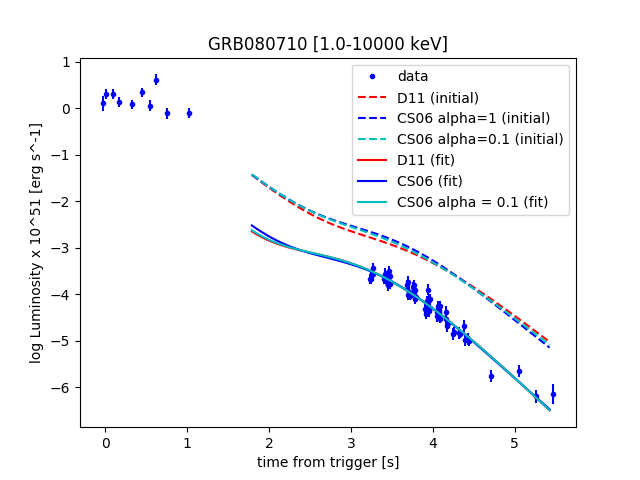 GRB080710 [1.0-10000 keV]
data
D11 (initial)
CS06 alpha=1 (initial)
CS06 alpha=0.1 (initial)
D11 (fit)
CS06 (fit)
CS06 alpha = 0.1 (fit)
log Luminosity x 10^51 [erg s^-1]
1
0
−1
−2
−3
−4
−5
−6
0 1 2 3 4 5
time from trigger [s]